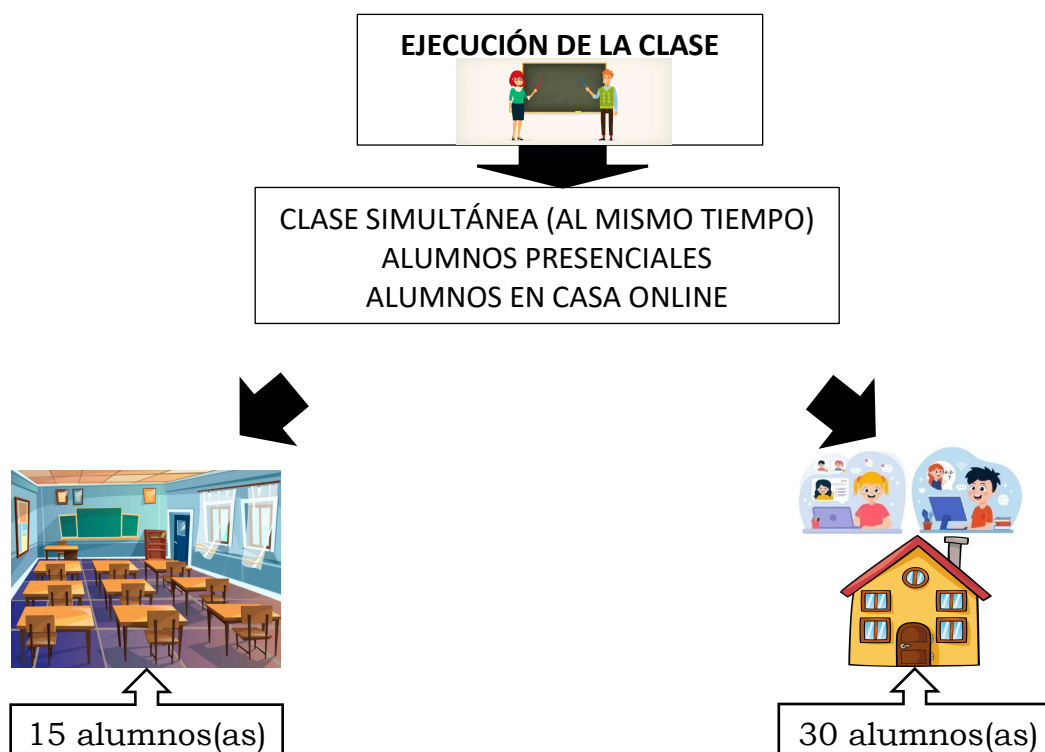 EJECUCIÓN DE LA CLASE
CLASE SIMULTÁNEA (AL MISMO TIEMPO)
ALUMNOS PRESENCIALES
ALUMNOS EN CASA ONLINE
15 alumnos(as)
30 alumnos(as)